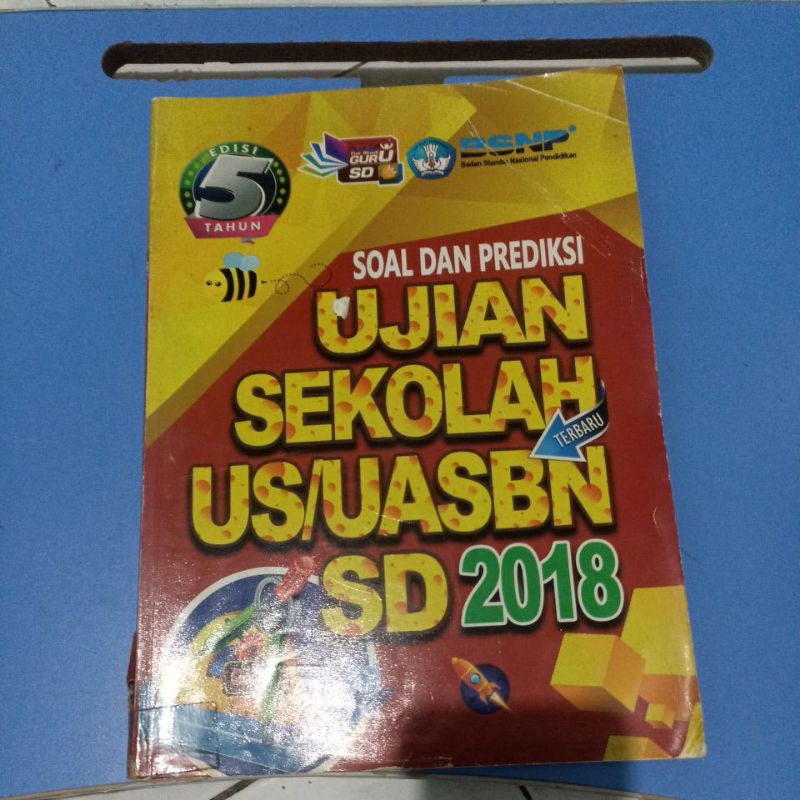 EDISI
5
TAHUN
GURU
SD
BSNP
Badan Standar Nasional Pendidikan
SOAL DAN PREDIKSI
UJIAN
SEKOLAH
TERBARU
US/UASBN
SD 2018